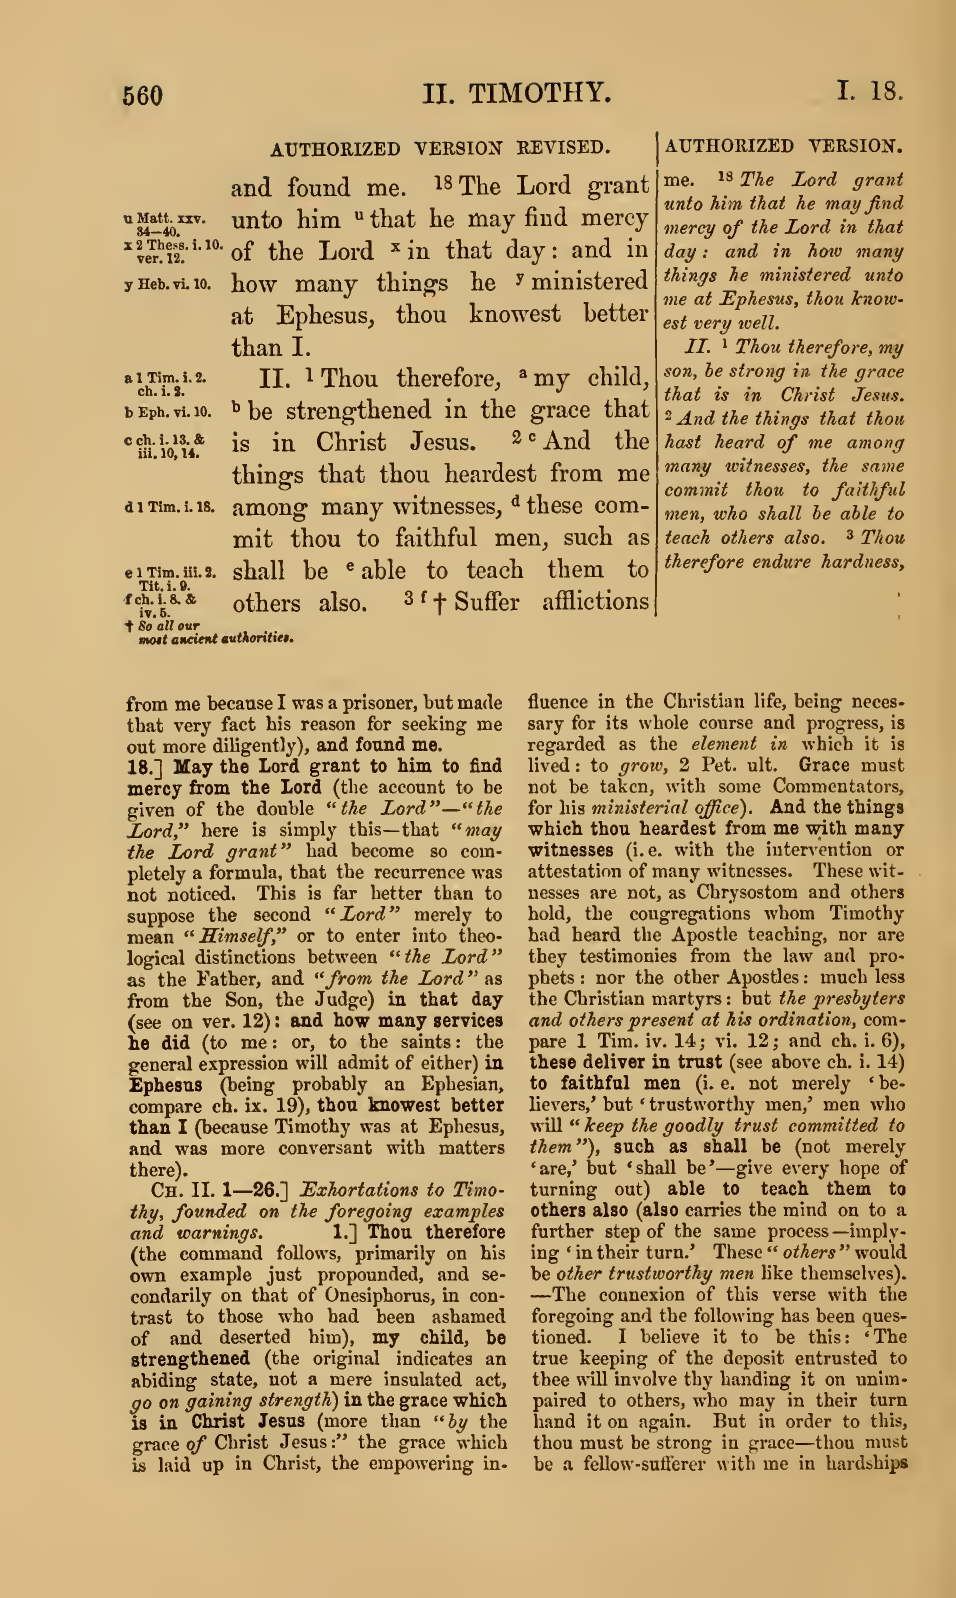 560
II. TIMOTHY.
I. 18.
AUTHORIZED VERSION REVISED.
and found me. 18 The Lord grant
unto him u that he may find mercy
of the Lord x in that day: and in
how many things he y ministered
at Ephesus, thou knowest better
than I.
II. 1 Thou therefore, a my child,
b be strengthened in the grace that
is in Christ Jesus. 2 c And the
things that thou heardest from me
among many witnesses, d these com-
mit thou to faithful men, such as
shall be e able to teach them to
others also. 3 f † Suffer afflictions
u Matt. xxv.
34—40.
x 2 Thess. i. 10.
ver. 12.
y Heb. vi. 10.
a 1 Tim. i. 2.
ch. i. 2.
b Eph. vi. 10.
c ch. i. 13. &
iii. 10, 14.
d 1 Tim. i. 18.
e 1 Tim. iii. 2.
Tit. i. 9.
f ch. i. 8. &
iv. 5.
† So all our
most ancient authorities.
AUTHORIZED VERSION.
me. 18 The Lord grant
unto him that he may find
mercy of the Lord in that
day: and in how many
things he ministered unto
me at Ephesus, thou know-
est very well.
II. 1 Thou therefore, my
son, be strong in the grace
that is in Christ Jesus.
2 And the things that thou
hast heard of me among
many witnesses, the same
commit thou to faithful
men, who shall be able to
teach others also. 3 Thou
therefore endure hardness,
from me because I was a prisoner, but made
that very fact his reason for seeking me
out more diligently), and found me.
18.] May the Lord grant to him to find
mercy from the Lord (the account to be
given of the double "the Lord"—"the
Lord," here is simply this—that "may
the Lord grant" had become so com-
pletely a formula, that the recurrence was
not noticed. This is far better than to
suppose the second "Lord" merely to
mean "Himself," or to enter into theo-
logical distinctions between "the Lord"
as the Father, and "from the Lord" as
from the Son, the Judge) in that day
(see on ver. 12): and how many services
he did (to me: or, to the saints: the
general expression will admit of either) in
Ephesus (being probably an Ephesian,
compare ch. ix. 19), thou knowest better
than I (because Timothy was at Ephesus,
and was more conversant with matters
there).
CH. II. 1—26.] Exhortations to Timo-
thy, founded on the foregoing examples
and warnings. 1.] Thou therefore
(the command follows, primarily on his
own example just propounded, and se-
condarily on that of Onesiphorus, in con-
trast to those who had been ashamed
of and deserted him), my child, be
strengthened (the original indicates an
abiding state, not a mere insulated act,
go on gaining strength) in the grace which
is in Christ Jesus (more than "by the
grace of Christ Jesus:" the grace which
is laid up in Christ, the empowering in-
fluence in the Christian life, being neces-
sary for its whole course and progress, is
regarded as the element in which it is
lived: to grow, 2 Pet. ult. Grace must
not be taken, with some Commentators,
for his ministerial office). And the things
which thou heardest from me with many
witnesses (i. e. with the intervention or
attestation of many witnesses. These wit-
nesses are not, as Chrysostom and others
hold, the congregations whom Timothy
had heard the Apostle teaching, nor are
they testimonies from the law and pro-
phets: nor the other Apostles: much less
the Christian martyrs: but the presbyters
and others present at his ordination, com-
pare 1 Tim. iv. 14; vi. 12; and ch. i. 6),
these deliver in trust (see above ch. i. 14)
to faithful men (i. e. not merely 'be-
lievers,' but 'trustworthy men,' men who
will "keep the goodly trust committed to
them"), such as shall be (not merely
'are,' but 'shall be'—give every hope of
turning out) able to teach them to
others also (also carries the mind on to a
further step of the same process—imply-
ing 'in their turn.' These "others" would
be other trustworthy men like themselves).
—The connexion of this verse with the
foregoing and the following has been ques-
tioned. I believe it to be this: 'The
true keeping of the deposit entrusted to
thee will involve thy handing it on unim-
paired to others, who may in their turn
hand it on again. But in order to this,
thou must be strong in grace—thou must
be a fellow-sufferer with me in hardships